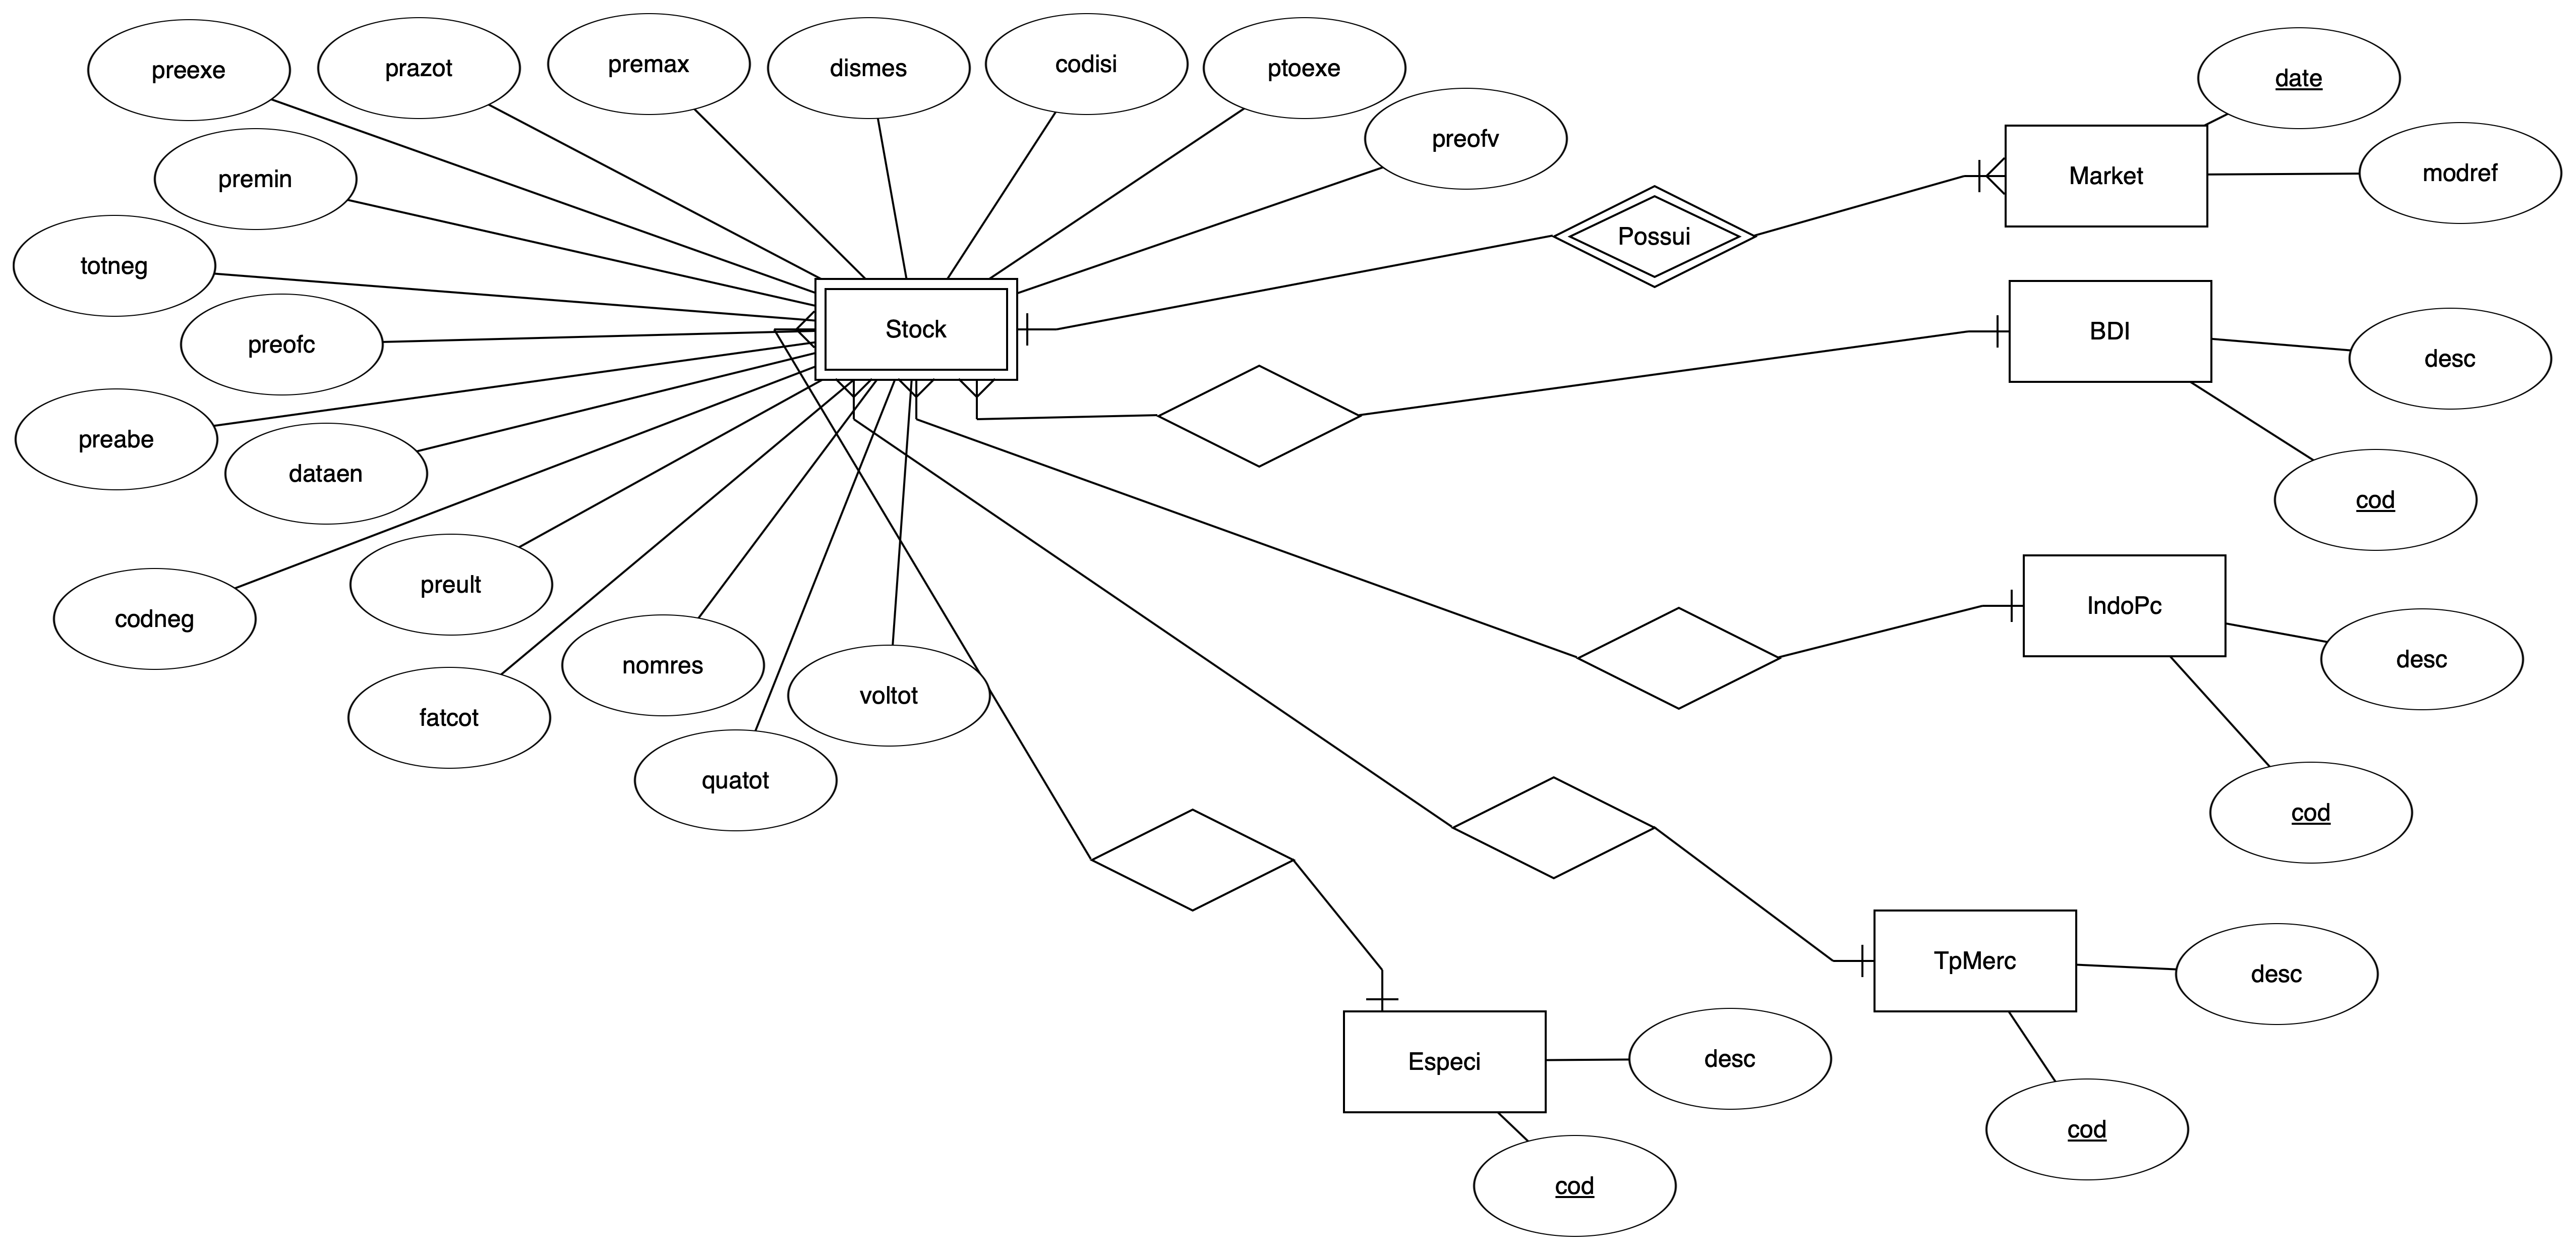 preexe
prazot
premax
dismes
codisi
ptoexe
preofv
premin
totneg
preofc
preabe
dataen
codneg
preult
fatcot
nomres
quatot
voltot
Stock
Possui
Market
date
modref
BDI
desc
cod
IndoPc
desc
cod
TpMerc
desc
cod
Especi
desc
cod